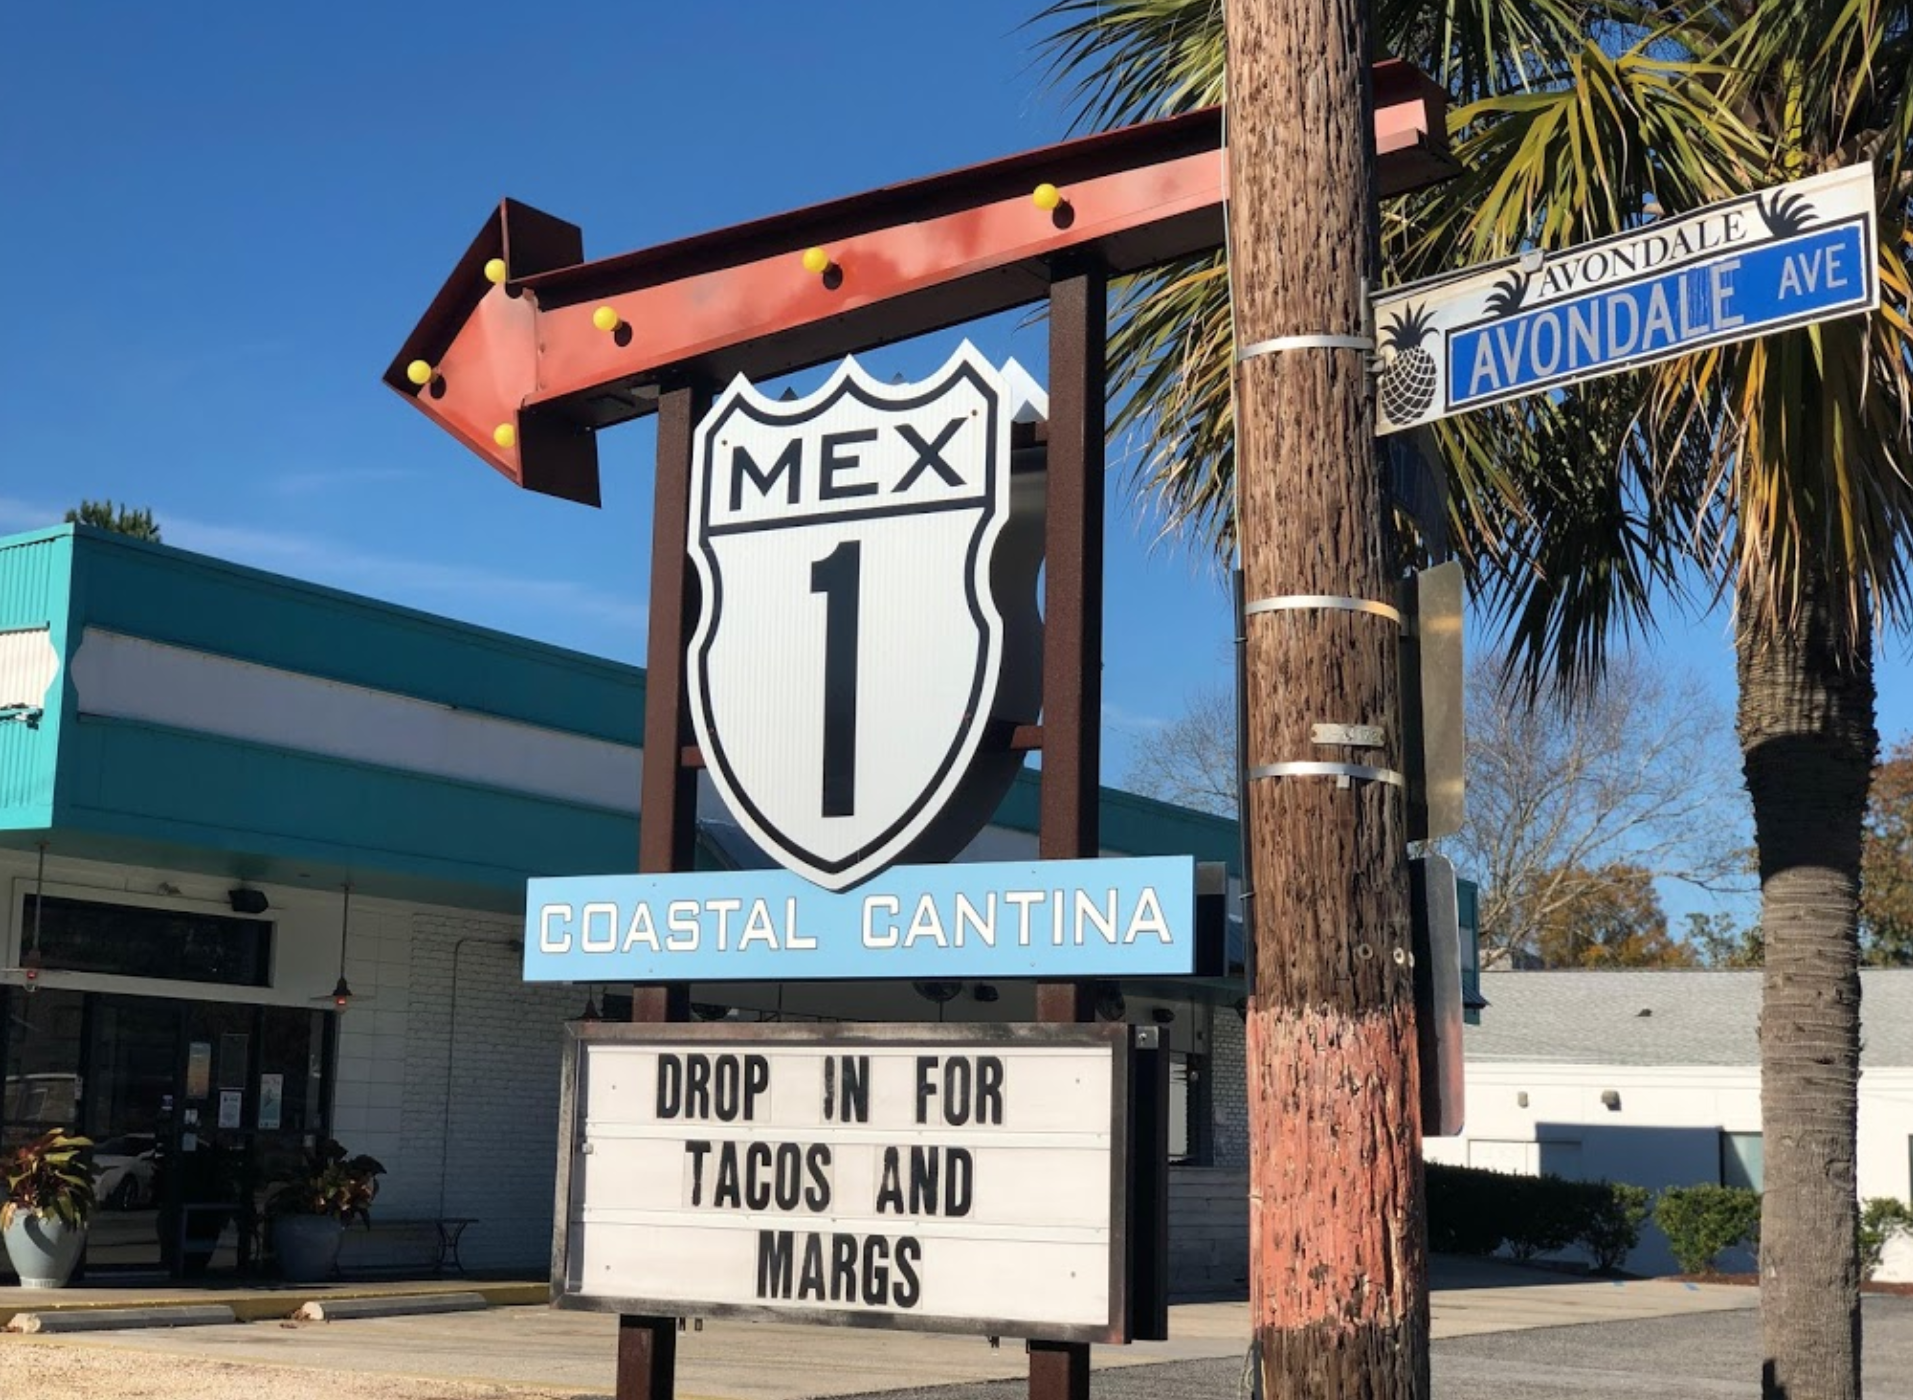 AVONDALE
AVONDALE AVE
MEX
1
COASTAL CANTINA
DROP IN FOR
TACOS AND
MARGS